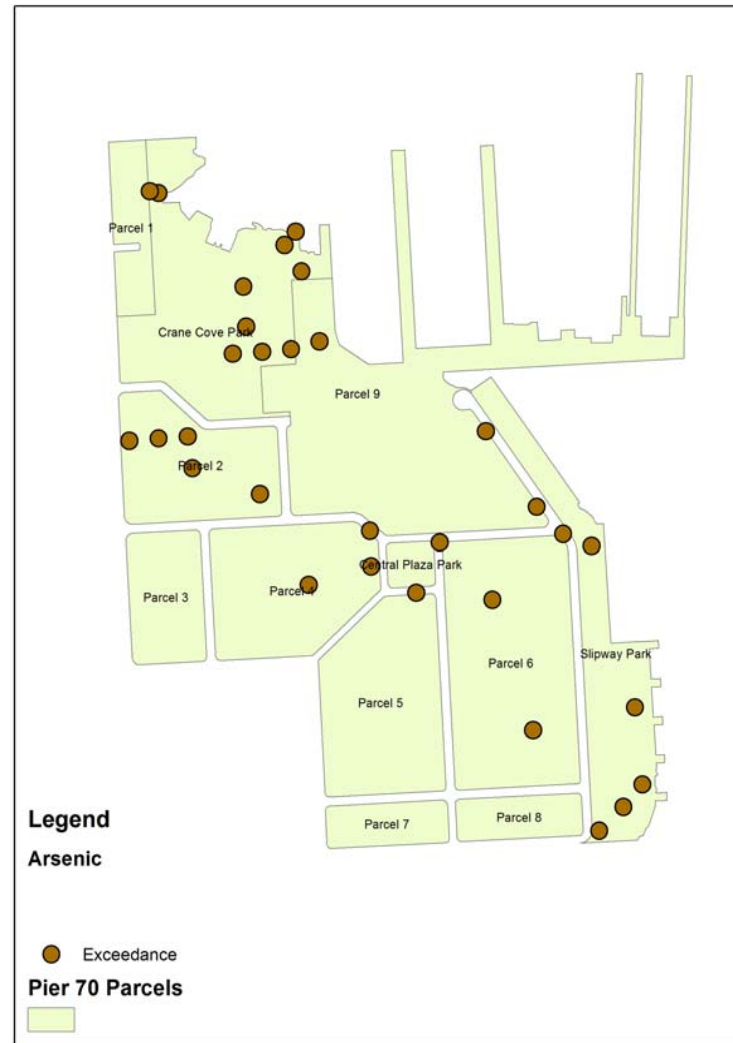 Parcel 1
Crane Cove Park
Parcel 9
Parcel 2
Central Plaza Park
Parcel 3
Parcel 4
Slipway Park
Parcel 6
Parcel 5
Parcel 7
Parcel 8
Legend
Arsenic
Exceedance
Pier 70 Parcels